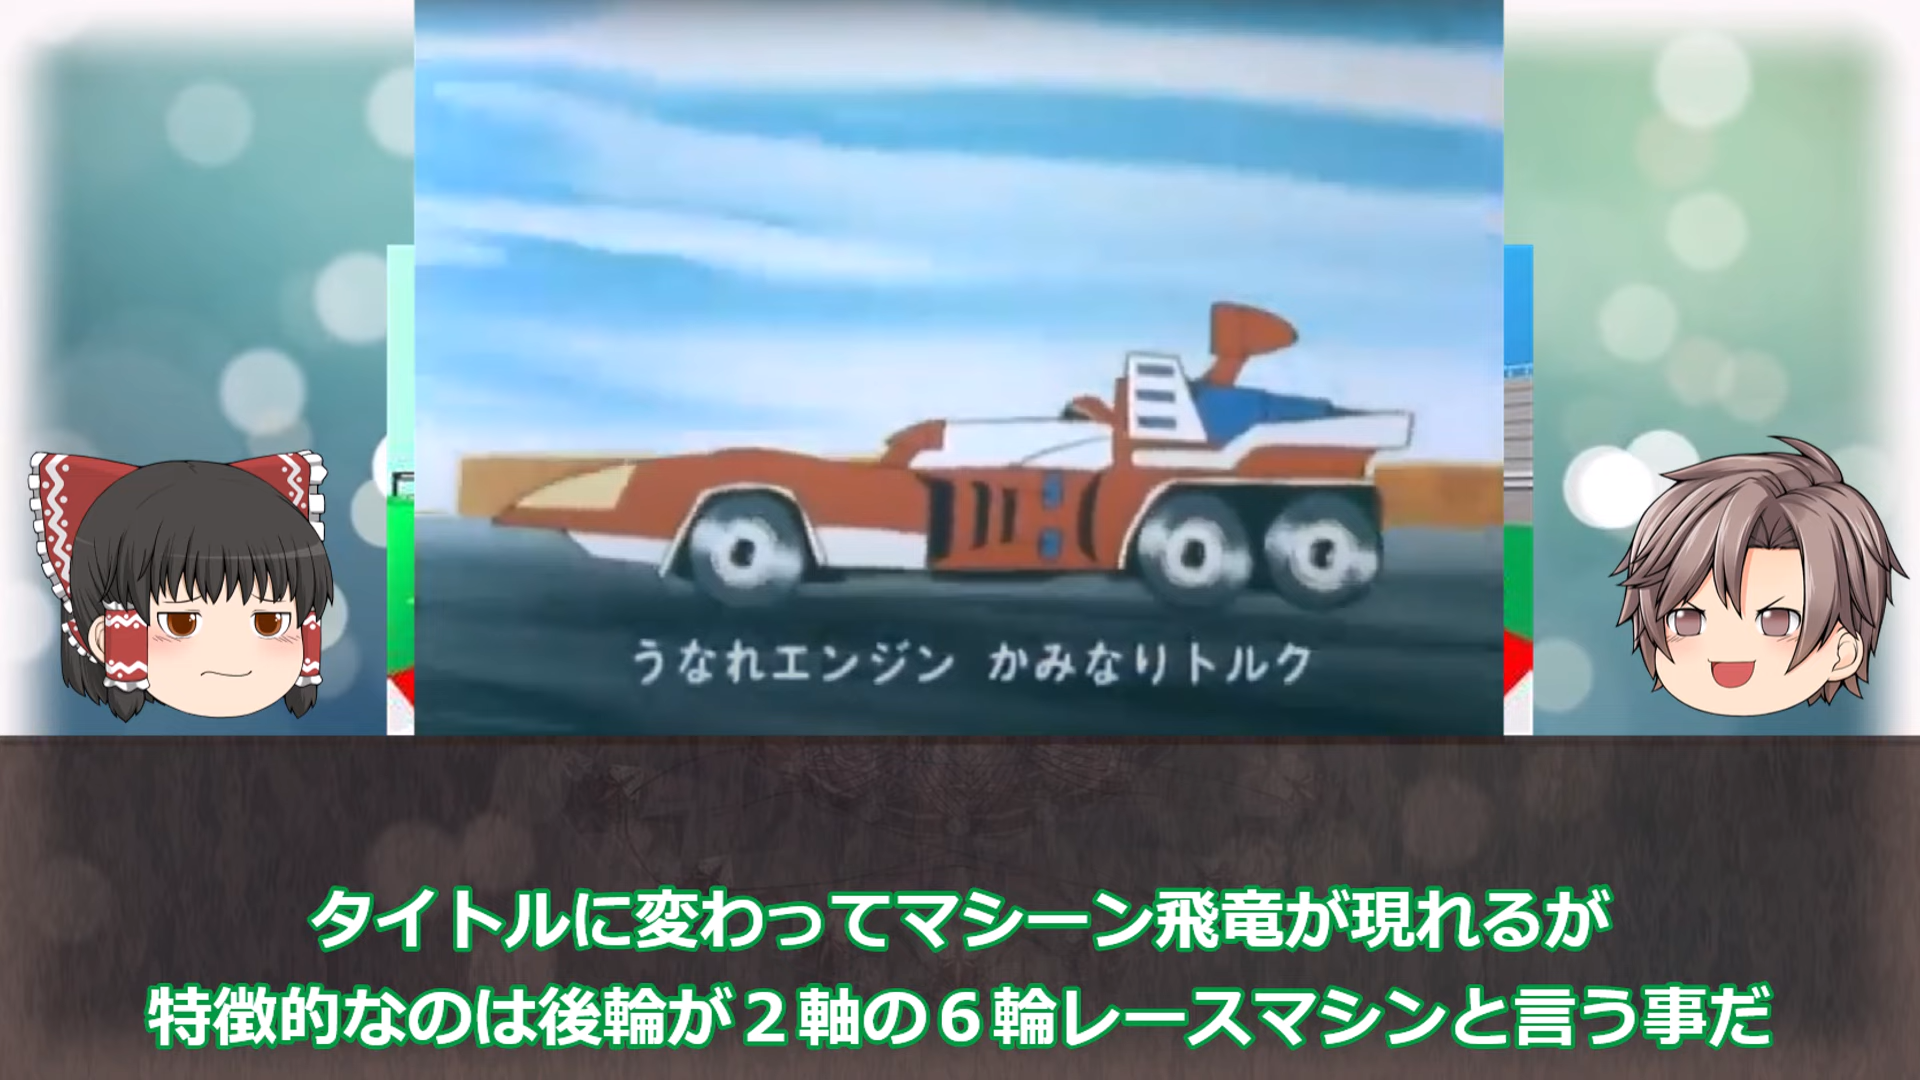 うなれエンジン かみなりトルク
タイトルに変わってマシーン飛竜が現れるが
特徴的なのは後輪が２軸の６輪レースマシンと言う事だ